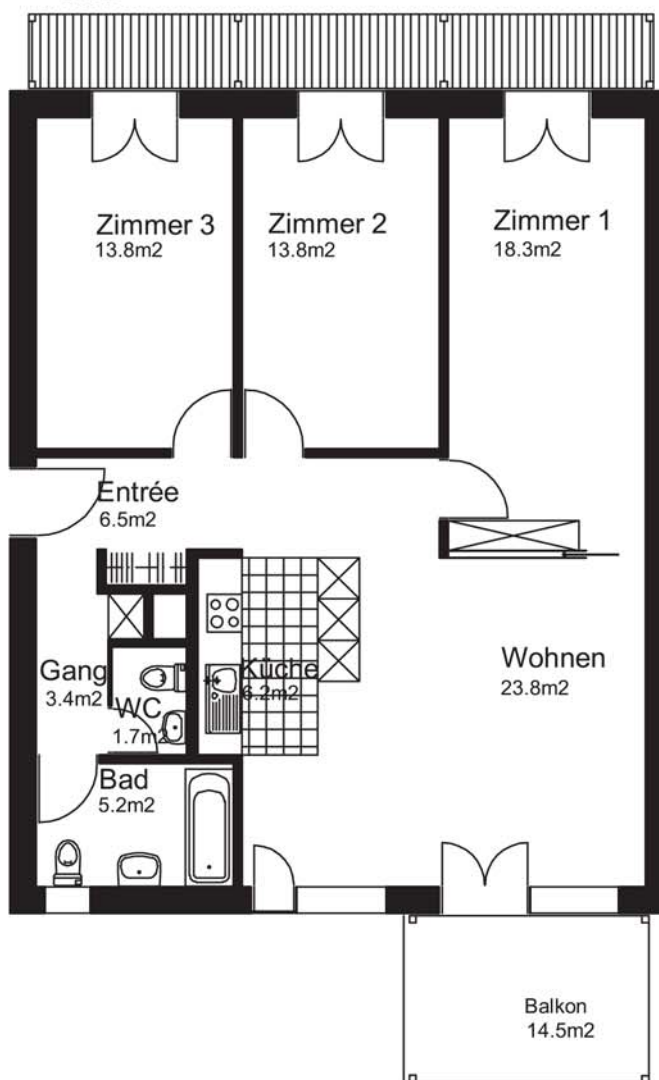 Zimmer 3
13.8m2
Zimmer 2
13.8m2
Zimmer 1
18.3m2
Entrée
6.5m2
Gang
3.4m2
WC
1.7m2
Küche
6.2m2
Wohnen
23.8m2
Bad
5.2m2
Balkon
14.5m2